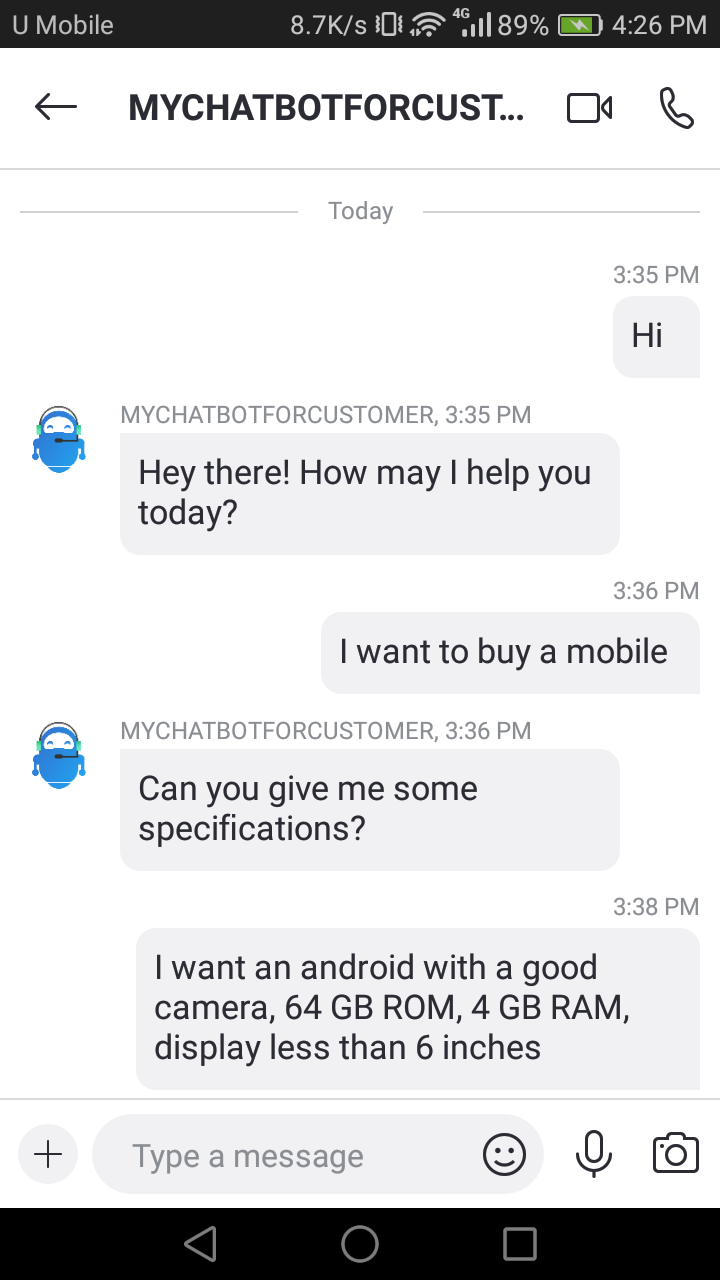 U Mobile 8.7K/s 4G 89% 4:26 PM
MYCHATBOTFORCUST...
Today
3:35 PM
Hi
MYCHATBOTFORCUSTOMER, 3:35 PM
Hey there! How may I help you
today?
3:36 PM
I want to buy a mobile
MYCHATBOTFORCUSTOMER, 3:36 PM
Can you give me some
specifications?
3:38 PM
I want an android with a good
camera, 64 GB ROM, 4 GB RAM,
display less than 6 inches
Type a message